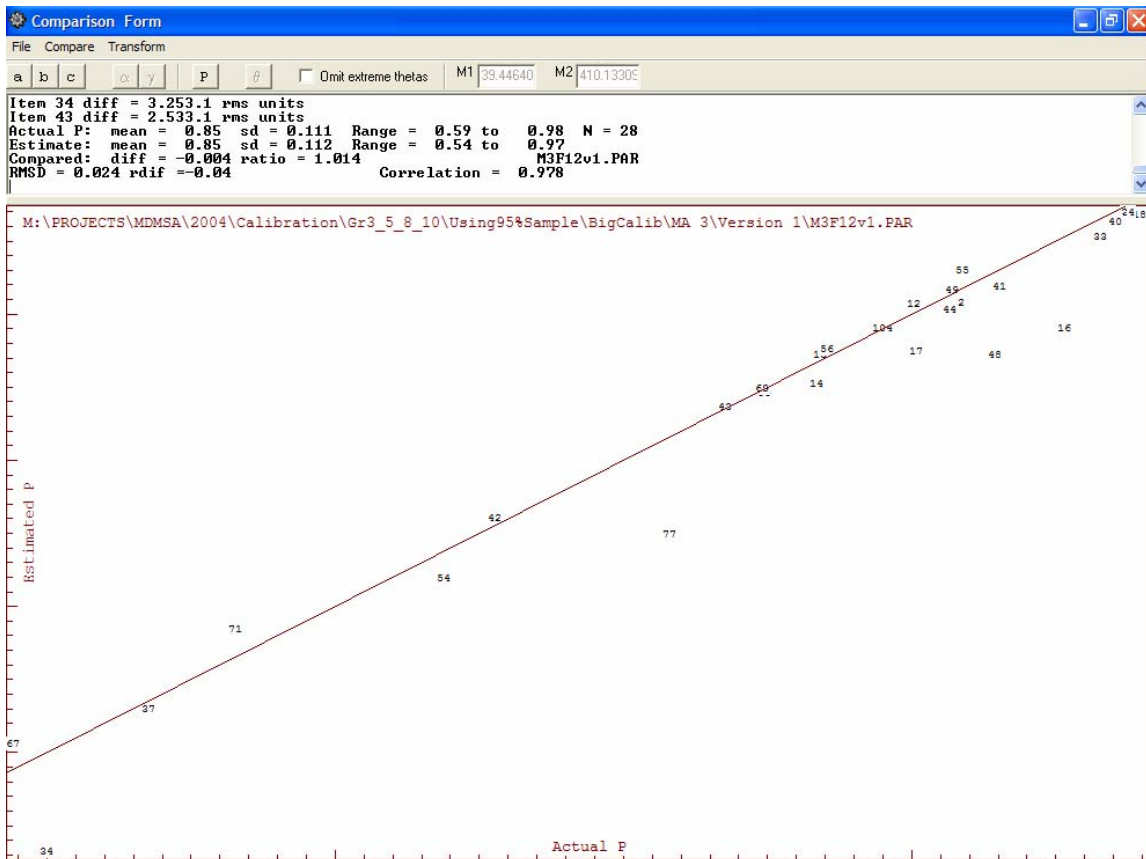 Comparison Form
File Compare Transform
a b c α γ P θ Omit extreme thetas M1 39.44640 M2 410.13309
Item 34 diff = 3.253.1 rms units
Item 43 diff = 2.533.1 rms units
Actual P: mean = 0.85 sd = 0.111 Range = 0.59 to 0.98 N = 28
Estimate: mean = 0.85 sd = 0.112 Range = 0.54 to 0.97
Compared: diff = -0.004 ratio = 1.014 M3F12v1.PAR
RMSD = 0.024 rdif =-0.04 Correlation = 0.978
M:\PROJECTS\MDMSA\2004\Calibration\Gr3_5_8_10\Using95%Sample\BigCalib\MA 3\Version 1\M3F12v1.PAR
24
18
40
33
55
49
41
12
44
2
104
16
56
17
48
14
69
43
42
77
Estimated P
54
71
37
67
34
Actual P